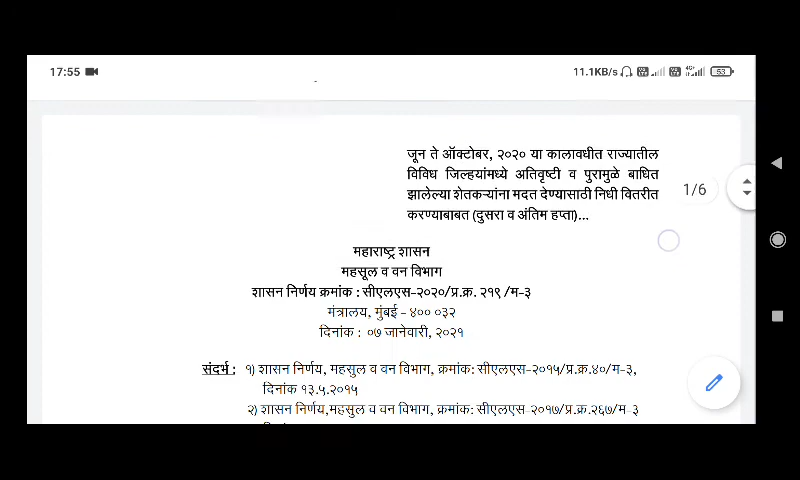 17:55
11.1KB/s 4G+ 53
जून ते ऑक्टोबर, २०२० या कालावधीत राज्यातील
विविध जिल्हयांमध्ये अतिवृष्टी व पुरामुळे बाधित
झालेल्या शेतकऱ्यांना मदत देण्यासाठी निधी वितरीत
करण्याबाबत (दुसरा व अंतिम हप्ता)...
1/6
महाराष्ट्र शासन
महसूल व वन विभाग
शासन निर्णय क्रमांक : सीएलएस-२०२०/प्र.क्र. २१९ /म-३
मंत्रालय, मुंबई - ४०० ०३२
दिनांक : ०७ जानेवारी, २०२१
संदर्भ : १) शासन निर्णय, महसुल व वन विभाग, क्रमांक: सीएलएस-२०१५/प्र.क्र.४०/म-३,
दिनांक १३.५.२०१५
२) शासन निर्णय,महसुल व वन विभाग, क्रमांक: सीएलएस-२०१७/प्र.क्र.२६७/म-३